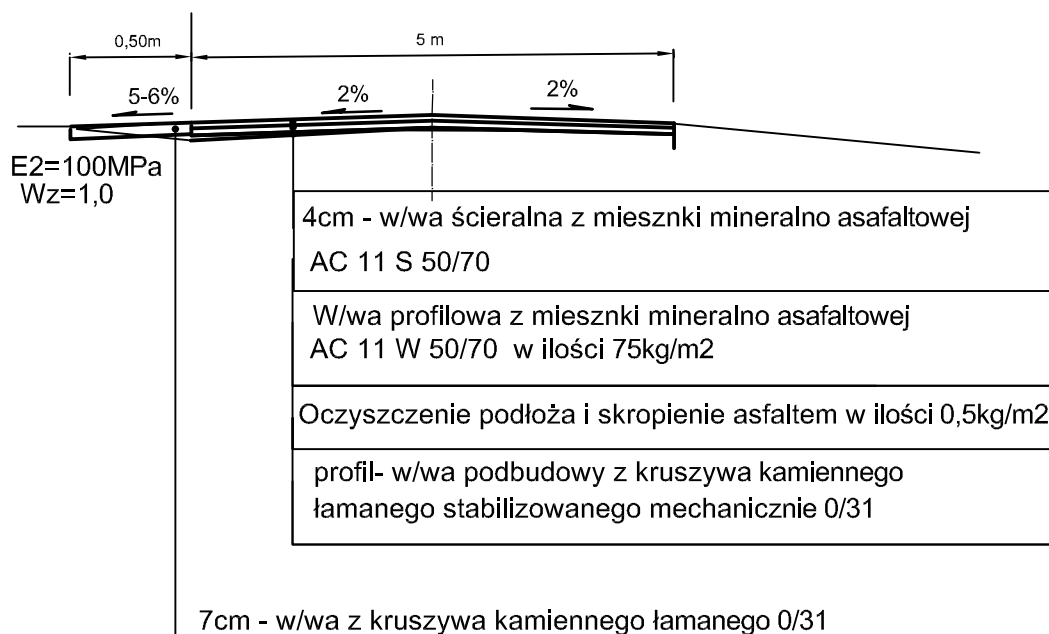 0,50m
5 m
5-6%
2%
2%
E2=100MPa
Wz=1,0
4cm - w/wa ścieralna z miesznki mineralno asafaltowej
AC 11 S 50/70
W/wa profilowa z miesznki mineralno asafaltowej
AC 11 W 50/70 w ilości 75kg/m2
Oczyszczenie podłoża i skropienie asfaltem w ilości 0,5kg/m2
profil- w/wa podbudowy z kruszywa kamiennego
łamanego stabilizowanego mechanicznie 0/31
7cm - w/wa z kruszywa kamiennego łamanego 0/31